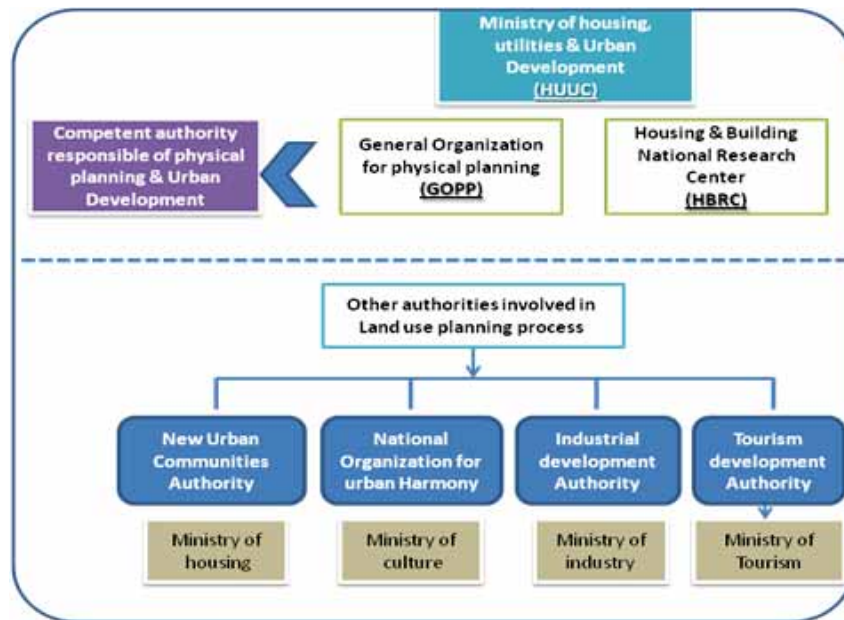 Ministry of housing,
utilities & Urban
Development
(HUUC)
Competent authority
responsible of physical
planning & Urban
Development
General Organization
for physical planning
(GOPP)
Housing & Building
National Research
Center
(HBRC)
Other authorities involved in
Land use planning process
New Urban
Communities
Authority
National
Organization for
urban Harmony
Industrial
development
Authority
Tourism
development
Authority
Ministry of
housing
Ministry of
culture
Ministry of
industry
Ministry of
Tourism